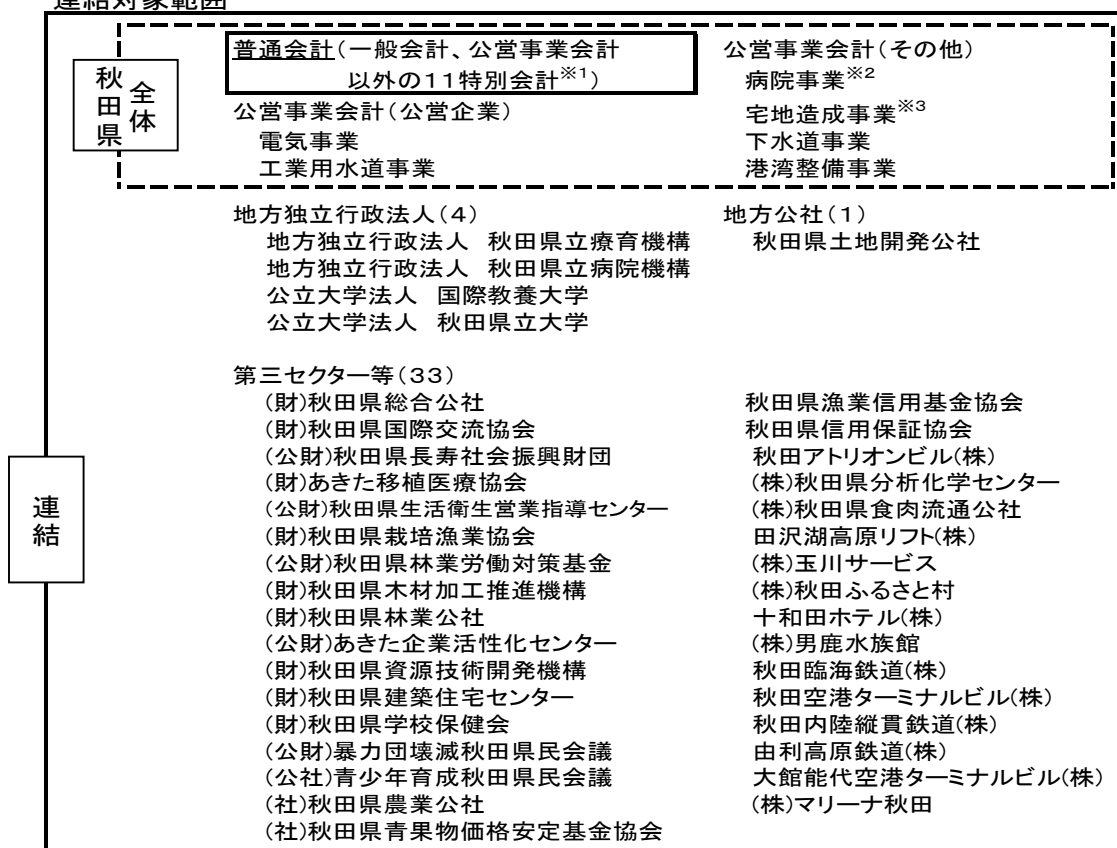 連結対象範囲
秋田県
全体
普通会計(一般会計、公営事業会計
以外の11特別会計※1)
公営事業会計(公営企業)
電気事業
工業用水道事業
公営事業会計(その他)
病院事業※2
宅地造成事業※3
下水道事業
港湾整備事業
連結
地方独立行政法人(4)
地方独立行政法人 秋田県立療育機構
地方独立行政法人 秋田県立病院機構
公立大学法人 国際教養大学
公立大学法人 秋田県立大学
地方公社(1)
秋田県土地開発公社
第三セクター等(33)
(財)秋田県総合公社
(財)秋田県国際交流協会
(公財)秋田県長寿社会振興財団
(財)あきた移植医療協会
(公財)秋田県生活衛生営業指導センター
(財)秋田県栽培漁業協会
(公財)秋田県林業労働対策基金
(財)秋田県木材加工推進機構
(財)秋田県林業公社
(公財)あきた企業活性化センター
(財)秋田県資源技術開発機構
(財)秋田県建築住宅センター
(財)秋田県学校保健会
(公財)暴力団壊滅秋田県民会議
(公社)青少年育成秋田県民会議
(社)秋田県農業公社
(社)秋田県青果物価格安定基金協会
秋田県漁業信用基金協会
秋田県信用保証協会
秋田アトリオンビル(株)
(株)秋田県分析化学センター
(株)秋田県食肉流通公社
田沢湖高原リフト(株)
(株)玉川サービス
(株)秋田ふるさと村
十和田ホテル(株)
(株)男鹿水族館
秋田臨海鉄道(株)
秋田空港ターミナルビル(株)
秋田内陸縦貫鉄道(株)
由利高原鉄道(株)
大館能代空港ターミナルビル(株)
(株)マリーナ秋田